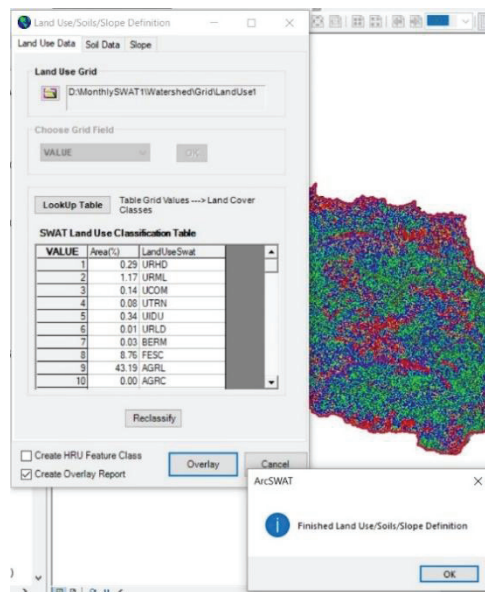 Land Use/Soils/Slope Definition
Land Use Data Soil Data Slope
Land Use Grid
D:\MonthlySWAT1\Watershed\Grid\LandUse1
Choose Grid Field
VALUE OK
LookUp Table Table Grid Values ---> Land Cover
Classes
SWAT Land Use Classification Table
VALUE Area(%) LandUseSwat
1 0.29 URHD
2 1.17 URML
3 0.14 UCOM
4 0.08 UTRN
5 0.34 UIDU
6 0.01 URLD
7 0.03 BERM
8 8.76 FESC
9 43.19 AGRL
10 0.00 AGRC
Reclassify
Create HRU Feature Class
Create Overlay Report
Overlay Cancel
ArcSWAT
Finished Land Use/Soils/Slope Definition
OK